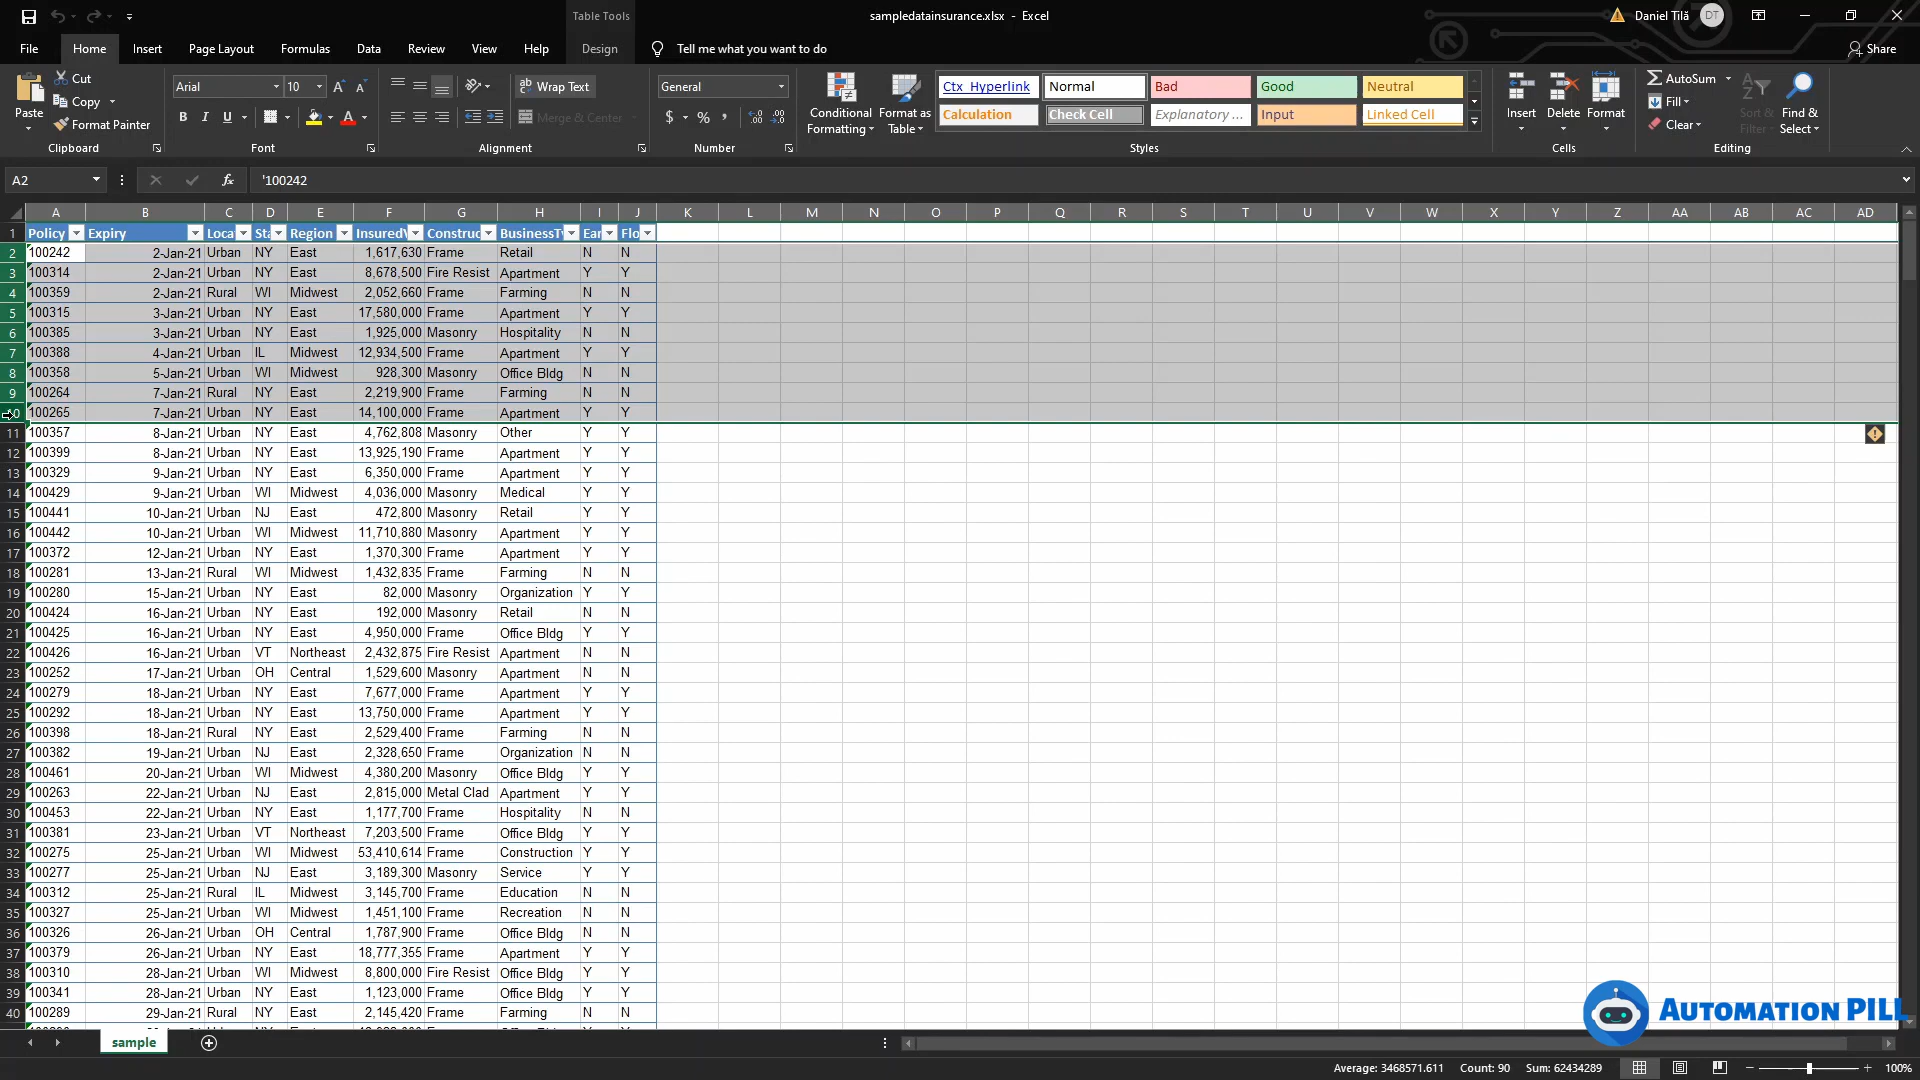 Table Tools
sampledatainsurance.xlsx - Excel
Daniel Tilă
DT
File Home Insert Page Layout Formulas Data Review View Help Design Tell me what you want to do Share
Paste
Cut
Copy
Format Painter
Clipboard
Arial 10
B I U
Font
Wrap Text
Merge & Center
Alignment
General
$ % ,
Number
Conditional Formatting
Format as Table
Ctx_Hyperlink Normal Bad Good Neutral
Calculation Check Cell Explanatory ... Input Linked Cell
Styles
Insert Delete Format
Cells
AutoSum
Fill
Clear
Sort & Filter
Find & Select
Editing
A2 fx '100242
A B C D E F G H I J K L M N O P Q R S T U V W X Y Z AA AB AC AD
1 Policy Expiry Loca Sta Region InsuredV Construc BusinessTy Ear Flo
2 100242 2-Jan-21 Urban NY East 1,617,630 Frame Retail N N
3 100314 2-Jan-21 Urban NY East 8,678,500 Fire Resist Apartment Y Y
4 100359 2-Jan-21 Rural WI Midwest 2,052,660 Frame Farming N N
5 100315 3-Jan-21 Urban NY East 17,580,000 Frame Apartment Y Y
6 100385 3-Jan-21 Urban NY East 1,925,000 Masonry Hospitality N N
7 100388 4-Jan-21 Urban IL Midwest 12,934,500 Frame Apartment Y Y
8 100358 5-Jan-21 Urban WI Midwest 928,300 Masonry Office Bldg N N
9 100264 7-Jan-21 Rural NY East 2,219,900 Frame Farming N N
10 100265 7-Jan-21 Urban NY East 14,100,000 Frame Apartment Y Y
11 100357 8-Jan-21 Urban NY East 4,762,808 Masonry Other Y Y
12 100399 8-Jan-21 Urban NY East 13,925,190 Frame Apartment Y Y
13 100329 9-Jan-21 Urban NY East 6,350,000 Frame Apartment Y Y
14 100429 9-Jan-21 Urban WI Midwest 4,036,000 Masonry Medical Y Y
15 100441 10-Jan-21 Urban NJ East 472,800 Masonry Retail Y Y
16 100442 10-Jan-21 Urban WI Midwest 11,710,880 Masonry Apartment Y Y
17 100372 12-Jan-21 Urban NY East 1,370,300 Frame Apartment Y Y
18 100281 13-Jan-21 Rural WI Midwest 1,432,835 Frame Farming N N
19 100280 15-Jan-21 Urban NY East 82,000 Masonry Organization Y Y
20 100424 16-Jan-21 Urban NY East 192,000 Masonry Retail N N
21 100425 16-Jan-21 Urban NY East 4,950,000 Frame Office Bldg Y Y
22 100426 16-Jan-21 Urban VT Northeast 2,432,875 Fire Resist Apartment N N
23 100252 17-Jan-21 Urban OH Central 1,529,600 Masonry Apartment N N
24 100279 18-Jan-21 Urban NY East 7,677,000 Frame Apartment Y Y
25 100292 18-Jan-21 Urban NY East 13,750,000 Frame Apartment Y Y
26 100398 18-Jan-21 Rural NY East 2,529,400 Frame Farming N N
27 100382 19-Jan-21 Urban NJ East 2,328,650 Frame Organization N N
28 100461 20-Jan-21 Urban WI Midwest 4,380,200 Masonry Office Bldg Y Y
29 100263 22-Jan-21 Urban NJ East 2,815,000 Metal Clad Apartment Y Y
30 100453 22-Jan-21 Urban NY East 1,177,700 Frame Hospitality N N
31 100381 23-Jan-21 Urban VT Northeast 7,203,500 Frame Office Bldg Y Y
32 100275 25-Jan-21 Urban WI Midwest 53,410,614 Frame Construction Y Y
33 100277 25-Jan-21 Urban NJ East 3,189,300 Masonry Service Y Y
34 100312 25-Jan-21 Rural IL Midwest 3,145,700 Frame Education N N
35 100327 25-Jan-21 Urban WI Midwest 1,451,100 Frame Recreation N N
36 100326 26-Jan-21 Urban OH Central 1,787,900 Frame Office Bldg N N
37 100379 26-Jan-21 Urban NY East 18,777,355 Frame Apartment Y Y
38 100310 28-Jan-21 Urban WI Midwest 8,800,000 Fire Resist Office Bldg Y Y
39 100341 28-Jan-21 Urban NY East 1,123,000 Frame Office Bldg Y Y
40 100289 29-Jan-21 Rural NY East 2,145,420 Frame Farming N N
AUTOMATION PILL
sample
Average: 3468571.611 Count: 90 Sum: 62434289 100%